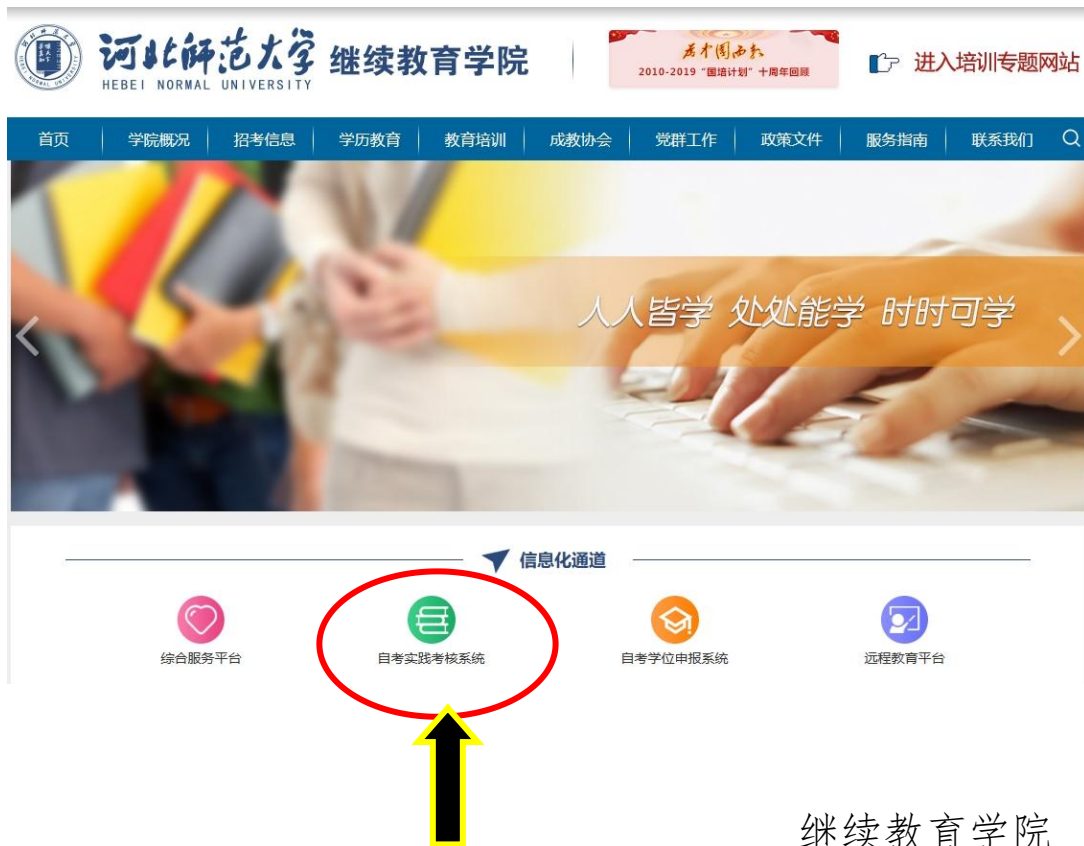 河北师范大学 继续教育学院
HEBEI NORMAL UNIVERSITY
2010-2019 “国培计划” 十周年回顾
进入培训专题网站
首页 学院概况 招考信息 学历教育 教育培训 成教协会 党群工作 政策文件 服务指南 联系我们
人人皆学 处处能学 时时可学
信息化通道
综合服务平台 自考实践考核系统 自考学位申报系统 远程教育平台
继续教育学院